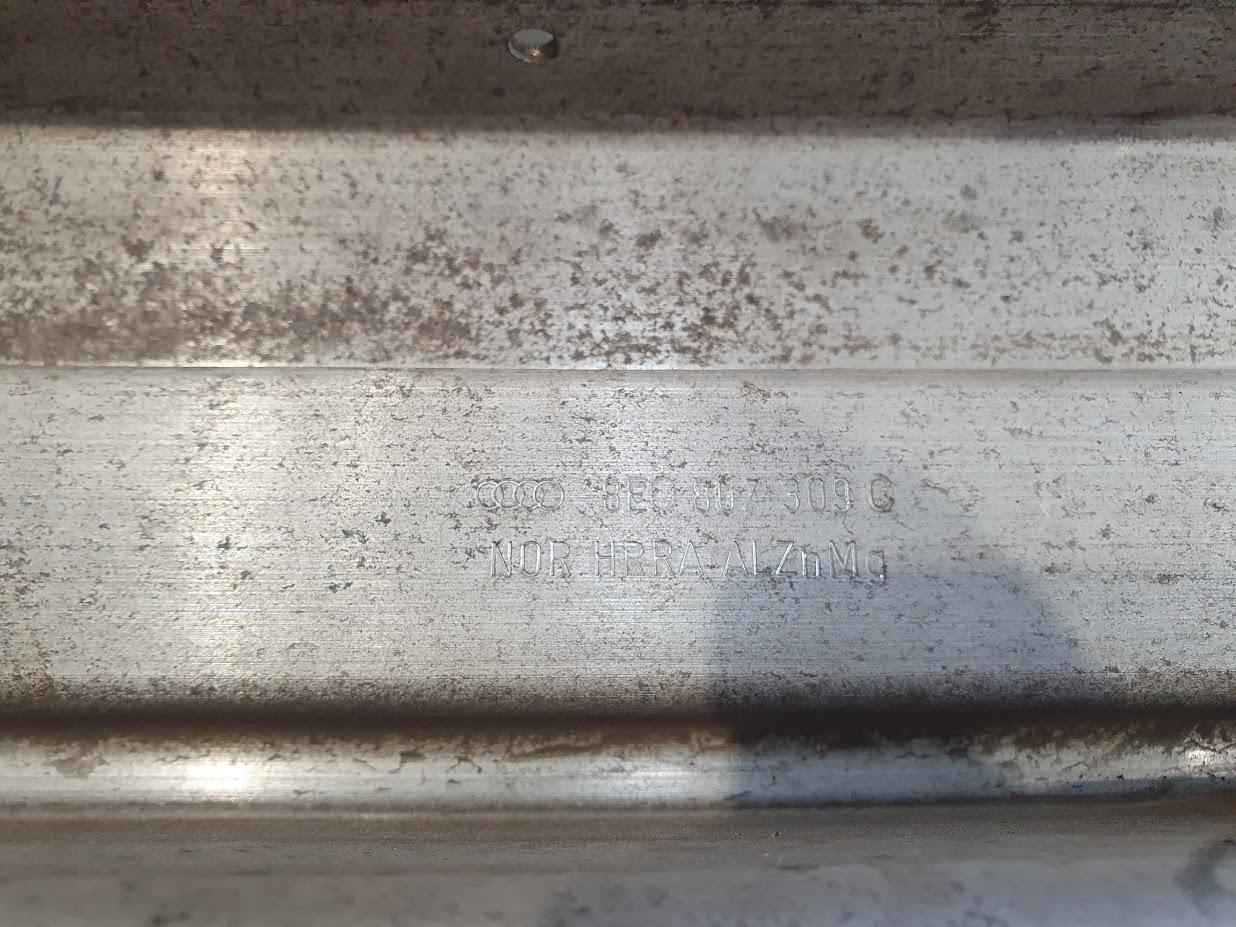 8E0 807 309 C
NOR HRRA ALZnMg